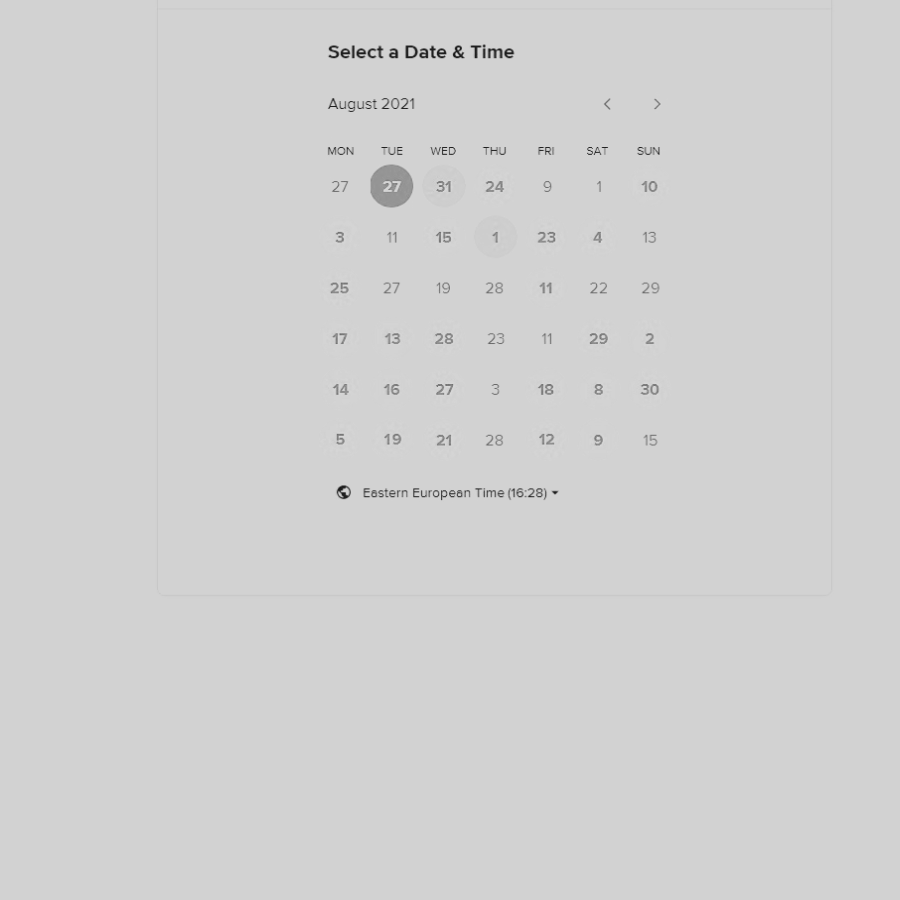 Select a Date & Time
August 2021
MON TUE WED THU FRI SAT SUN
27 27 31 24 9 1 10
3 11 15 1 23 4 13
25 27 19 28 11 22 29
17 13 28 23 11 29 2
14 16 27 3 18 8 30
5 19 21 28 12 9 15
Eastern European Time (16:28)